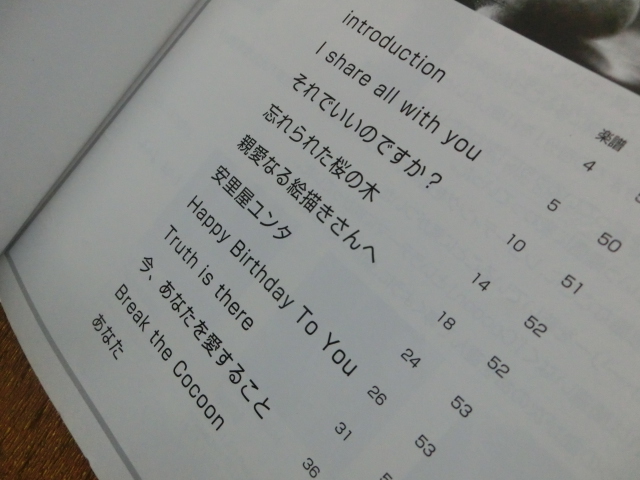 楽譜
introduction 4
I share all with you 5 50
それでいいのですか? 10 51
忘れられた桜の木 14 52
親愛なる絵描きさんへ 18 52
安里屋ユンタ 24 53
Happy Birthday To You 26 53
Truth is there 31
今、あなたを愛すること 36
Break the Cocoon
あなた